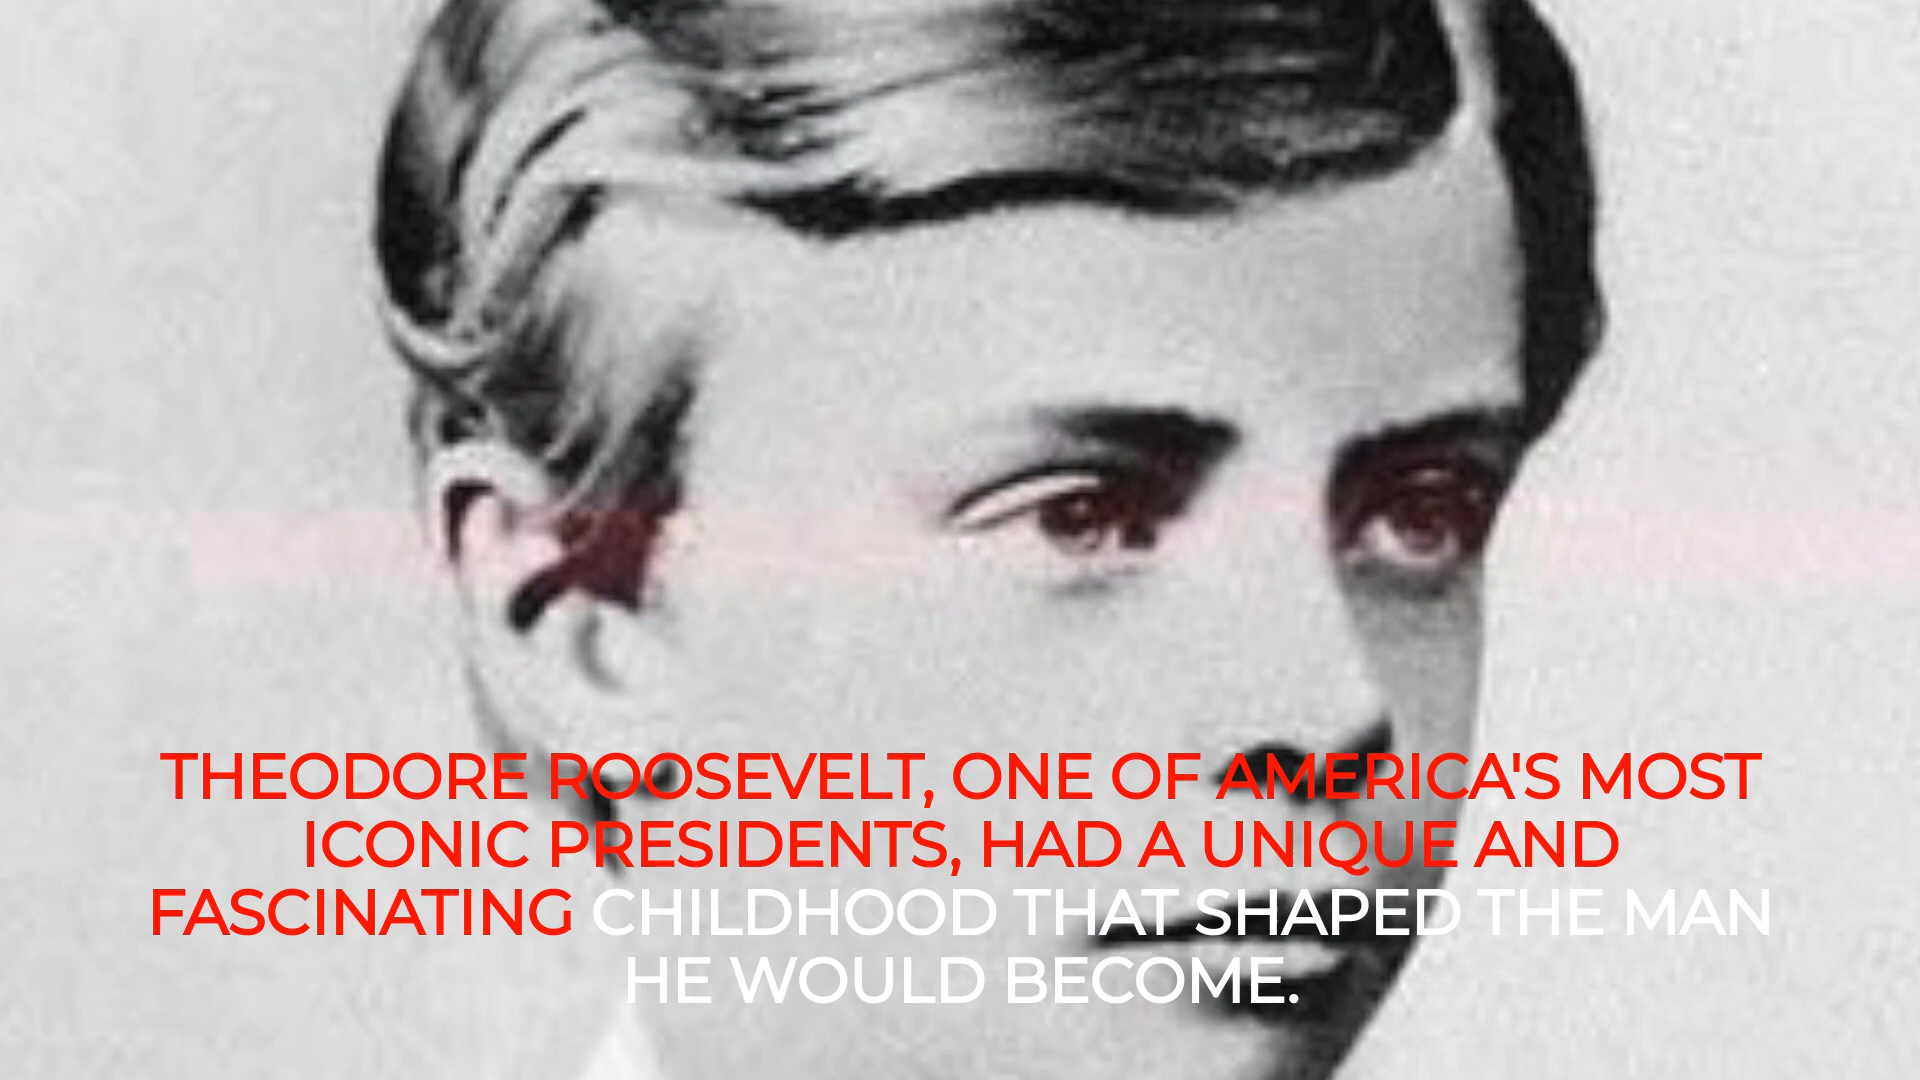 THEODORE ROOSEVELT, ONE OF AMERICA'S MOST
ICONIC PRESIDENTS, HAD A UNIQUE AND
FASCINATING CHILDHOOD THAT SHAPED THE MAN
HE WOULD BECOME.